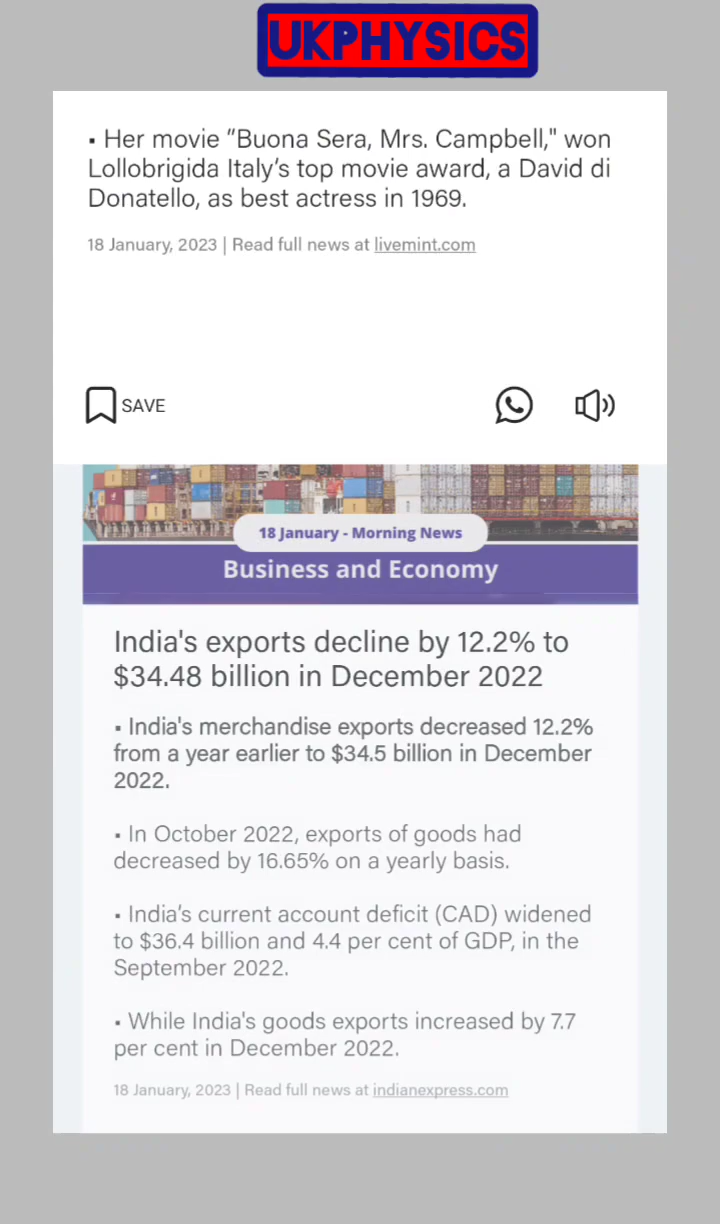 UKPHYSICS
▪ Her movie “Buona Sera, Mrs. Campbell," won
Lollobrigida Italy’s top movie award, a David di
Donatello, as best actress in 1969.
18 January, 2023 | Read full news at livemint.com
SAVE
18 January - Morning News
Business and Economy
India's exports decline by 12.2% to
$34.48 billion in December 2022
▪ India's merchandise exports decreased 12.2%
from a year earlier to $34.5 billion in December
2022.
▪ In October 2022, exports of goods had
decreased by 16.65% on a yearly basis.
▪ India’s current account deficit (CAD) widened
to $36.4 billion and 4.4 per cent of GDP, in the
September 2022.
▪ While India's goods exports increased by 7.7
per cent in December 2022.
18 January, 2023 | Read full news at indianexpress.com